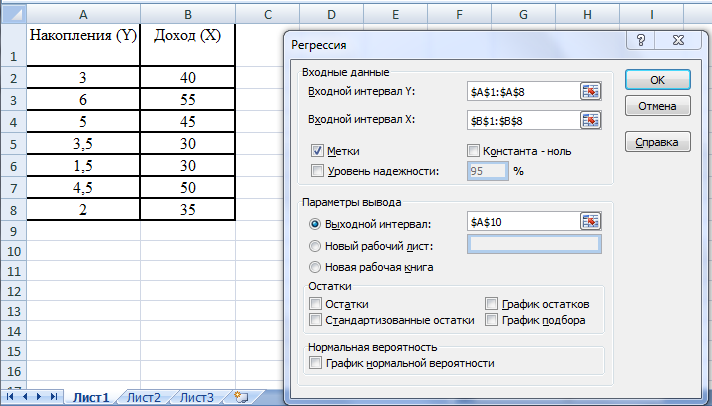 A B C D E F G H I
1 Накопления (Y) Доход (X)
2 3 40
3 6 55
4 5 45
5 3,5 30
6 1,5 30
7 4,5 50
8 2 35
9
10
11
12
13
14
15
16
Регрессия
?
Входные данные
Входной интервал Y: $A$1:$A$8
Входной интервал X: $B$1:$B$8
Метки Константа - ноль
Уровень надежности: 95 %
OK
Отмена
Справка
Параметры вывода
Выходной интервал: $A$10
Новый рабочий лист:
Новая рабочая книга
Остатки
Остатки График остатков
Стандартизованные остатки График подбора
Нормальная вероятность
График нормальной вероятности
Лист1 Лист2 Лист3